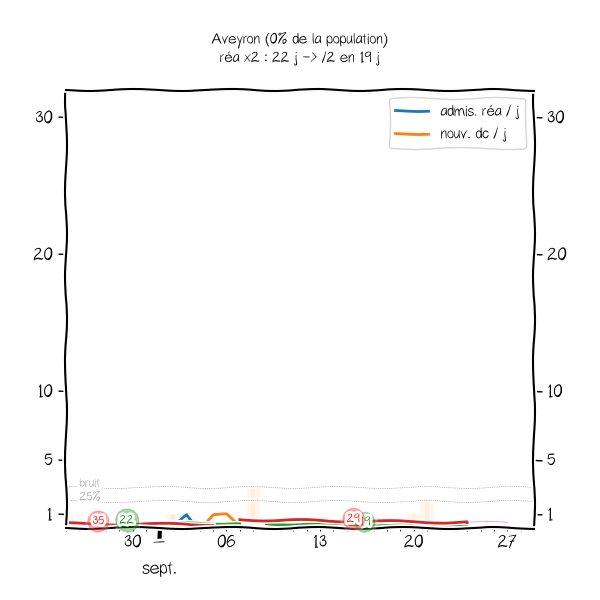 Aveyron (0% de la population)
réa x2 : 22 j -> /2 en 19 j
admis. réa / j
nouv. dc / j
30 30
20 20
10 10
5 5
bruit
25%
1 1
35 22 29
30 1 06 13 20 27
sept.